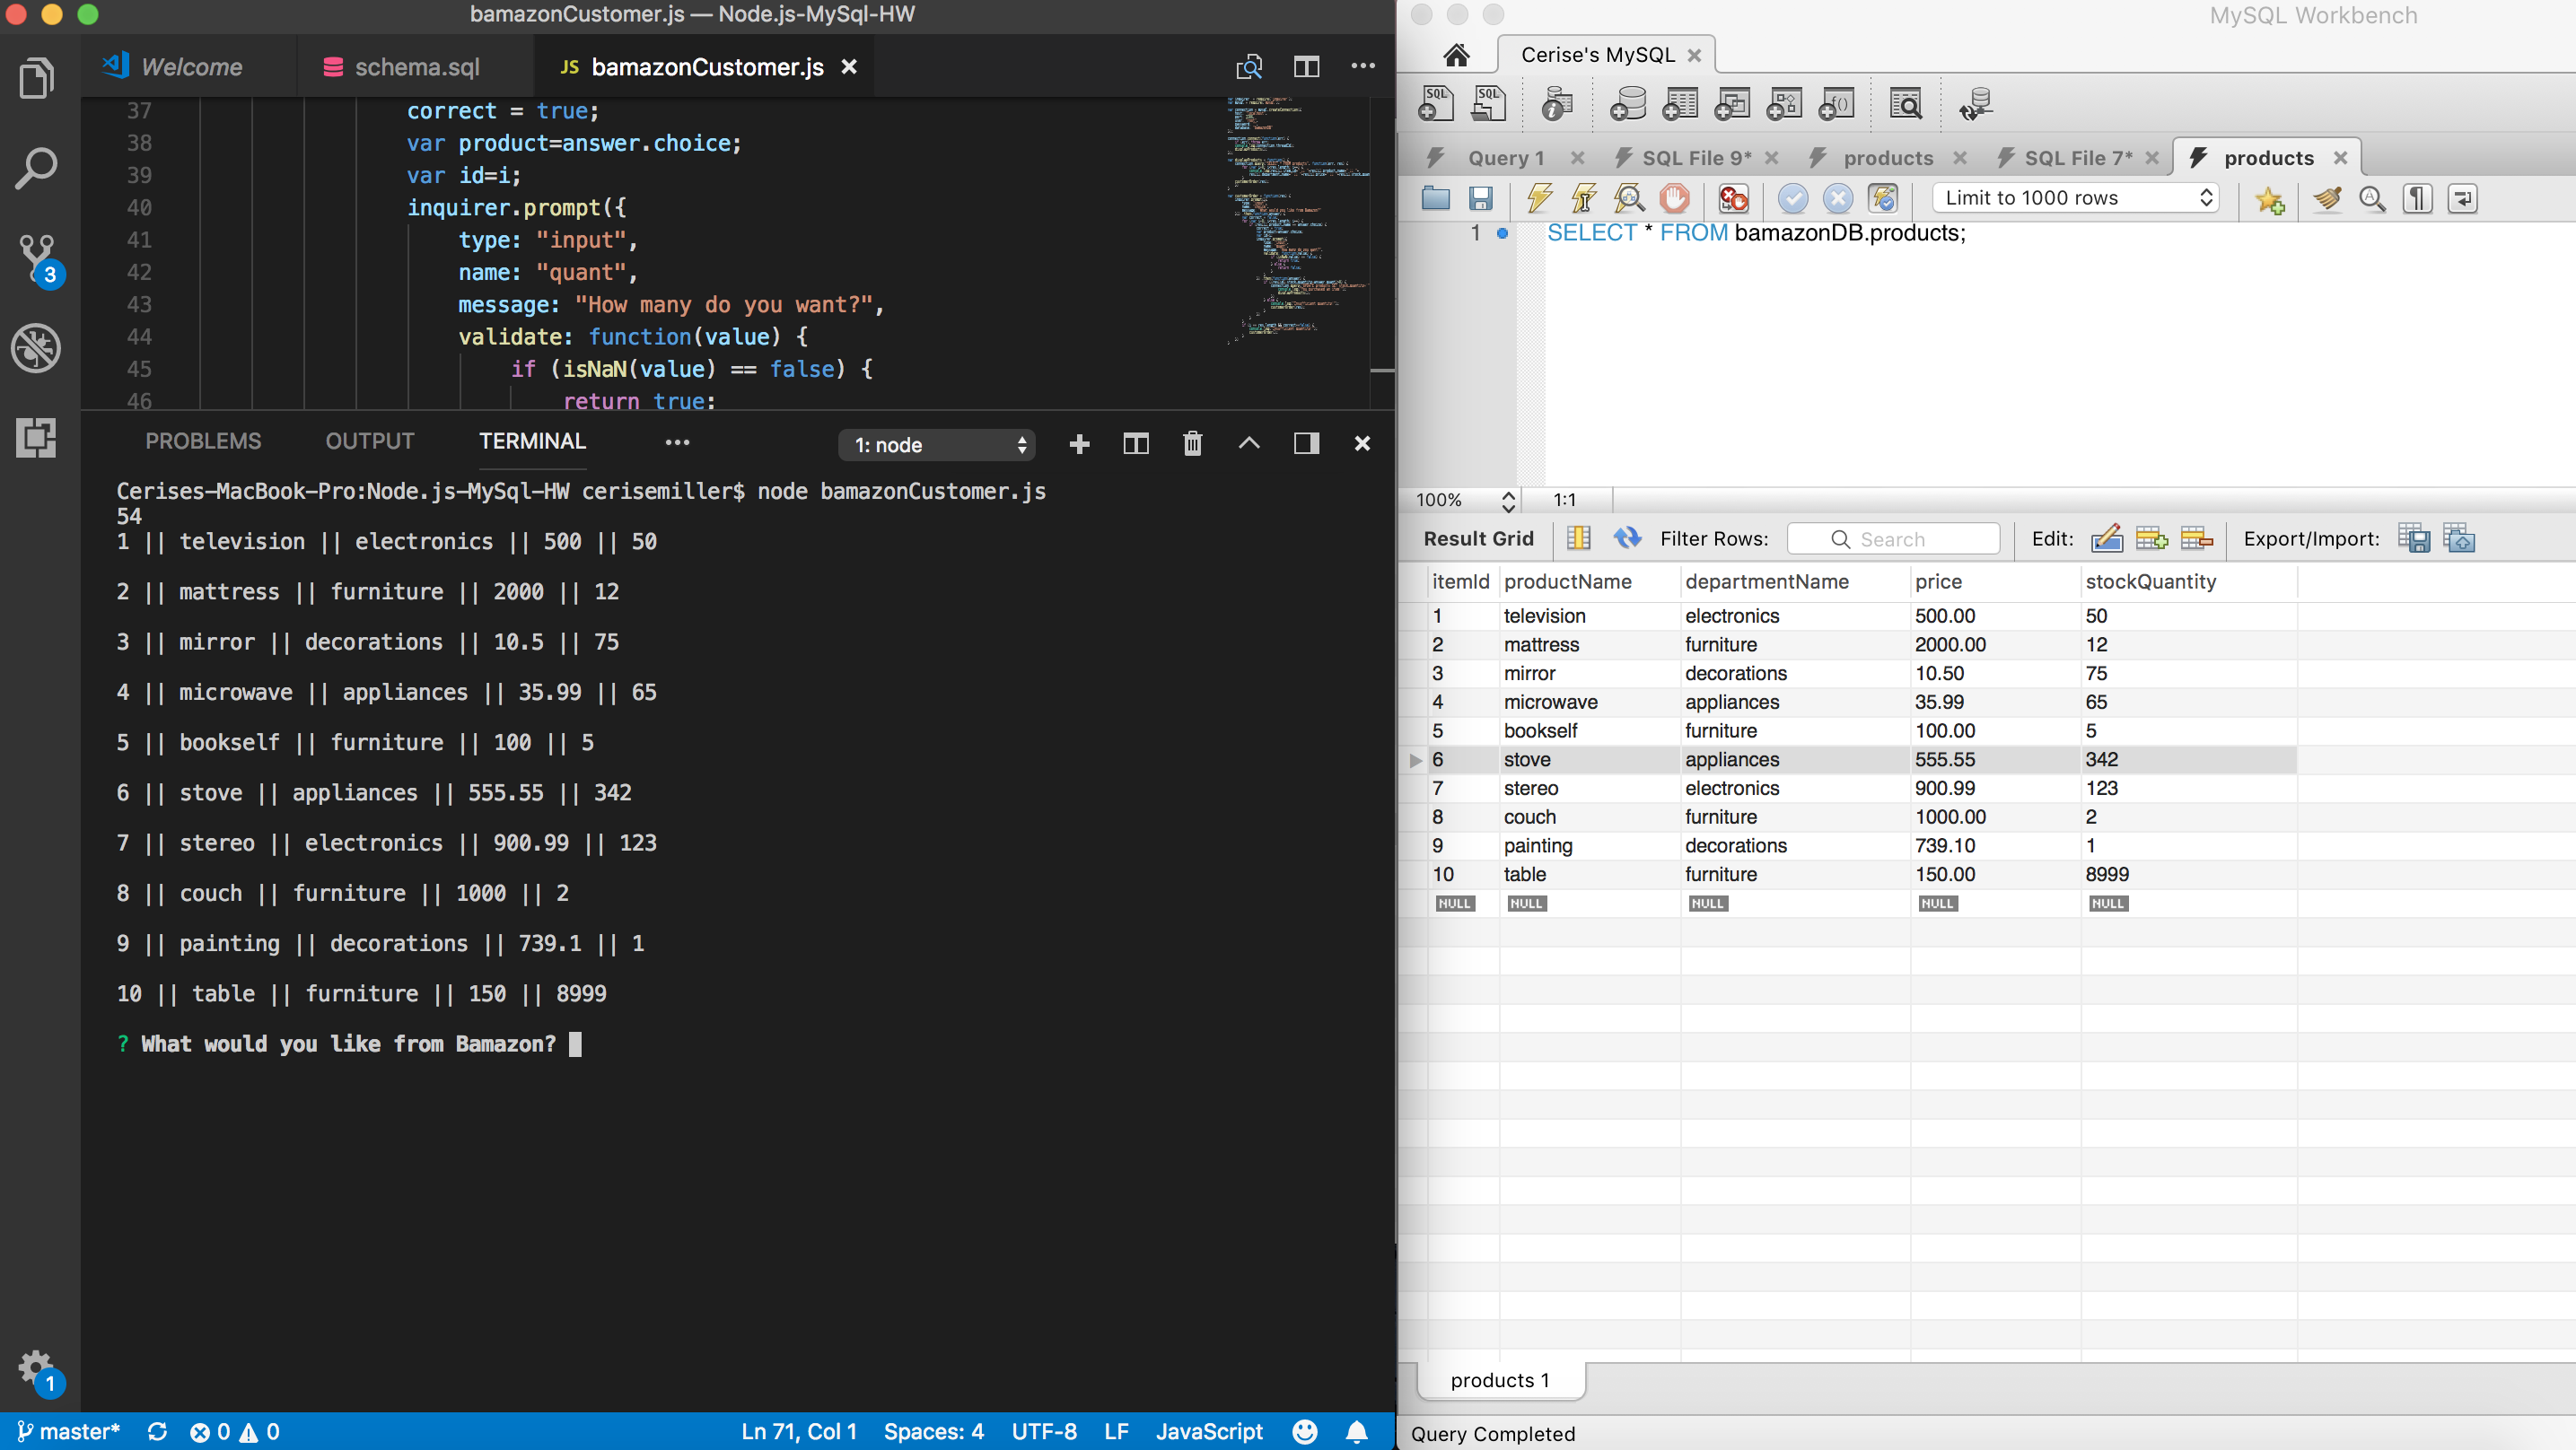 bamazonCustomer.js — Node.js-MySql-HW
Welcome
schema.sql
JS bamazonCustomer.js
37 correct = true;
38 var product=answer.choice;
39 var id=i;
40 inquirer.prompt({
41 type: "input",
42 name: "quant",
43 message: "How many do you want?",
44 validate: function(value) {
45 if (isNaN(value) == false) {
46 return true;
3
PROBLEMS OUTPUT TERMINAL
1: node
Cerises-MacBook-Pro:Node.js-MySql-HW cerisemiller$ node bamazonCustomer.js
54
1 || television || electronics || 500 || 50
2 || mattress || furniture || 2000 || 12
3 || mirror || decorations || 10.5 || 75
4 || microwave || appliances || 35.99 || 65
5 || bookself || furniture || 100 || 5
6 || stove || appliances || 555.55 || 342
7 || stereo || electronics || 900.99 || 123
8 || couch || furniture || 1000 || 2
9 || painting || decorations || 739.1 || 1
10 || table || furniture || 150 || 8999
? What would you like from Bamazon?
1
master* 0 0 Ln 71, Col 1 Spaces: 4 UTF-8 LF JavaScript
MySQL Workbench
Cerise's MySQL
SQL SQL
Query 1 SQL File 9* products SQL File 7* products
Limit to 1000 rows
1 SELECT * FROM bamazonDB.products;
100% 1:1
Result Grid Filter Rows: Search Edit: Export/Import:
itemId productName departmentName price stockQuantity
1 television electronics 500.00 50
2 mattress furniture 2000.00 12
3 mirror decorations 10.50 75
4 microwave appliances 35.99 65
5 bookself furniture 100.00 5
6 stove appliances 555.55 342
7 stereo electronics 900.99 123
8 couch furniture 1000.00 2
9 painting decorations 739.10 1
10 table furniture 150.00 8999
NULL NULL NULL NULL NULL
products 1
Query Completed